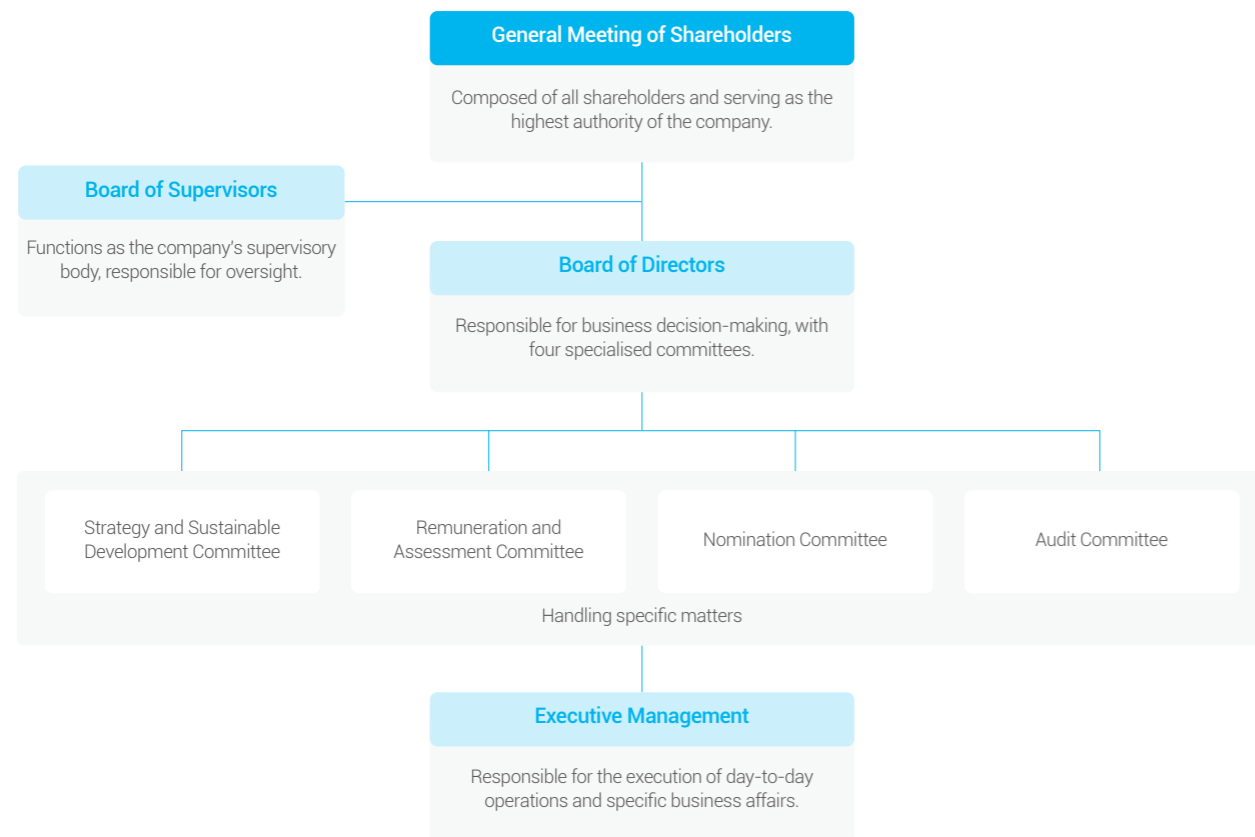 General Meeting of Shareholders
Composed of all shareholders and serving as the
highest authority of the company.
Board of Supervisors
Functions as the company's supervisory
body, responsible for oversight.
Board of Directors
Responsible for business decision-making, with
four specialised committees.
Strategy and Sustainable
Development Committee
Remuneration and
Assessment Committee
Nomination Committee
Audit Committee
Handling specific matters
Executive Management
Responsible for the execution of day-to-day
operations and specific business affairs.